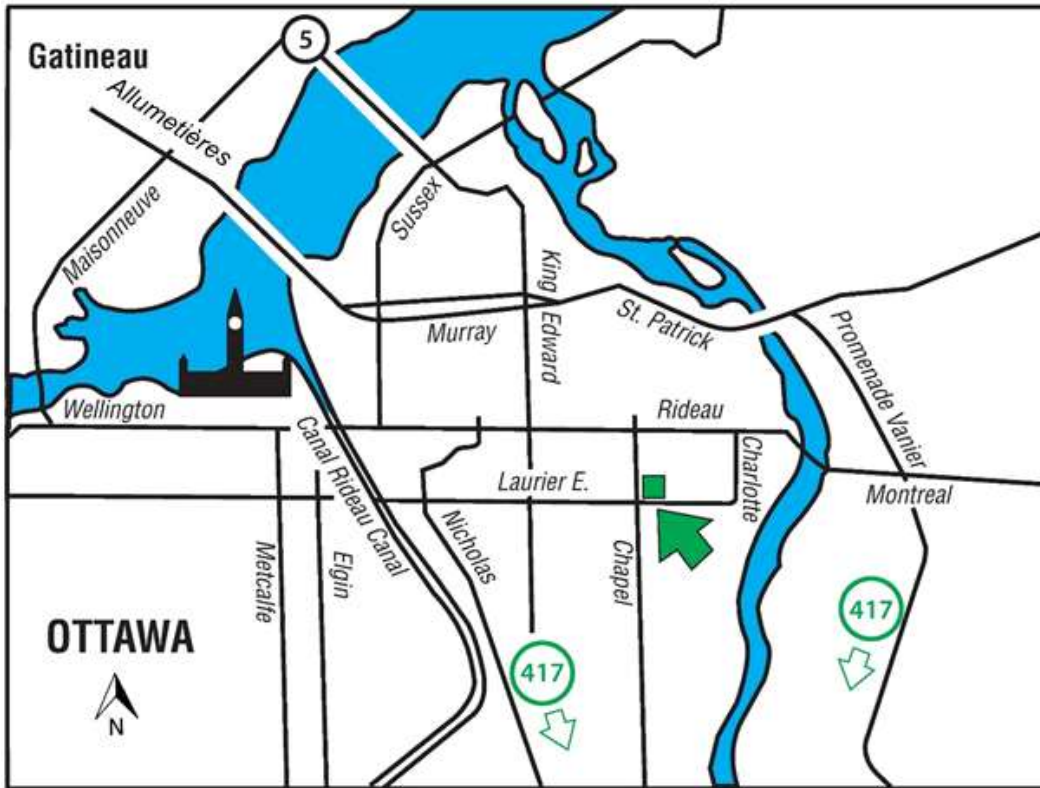 5
Gatineau
Allumetières
Maisonneuve
Sussex
King Edward
St. Patrick
Murray
Promenade Vanier
Wellington
Rideau
Canal Rideau Canal
Laurier E.
Charlotte
Montreal
Nicholas
Metcalfe
Elgin
Chapel
417
OTTAWA
417
N